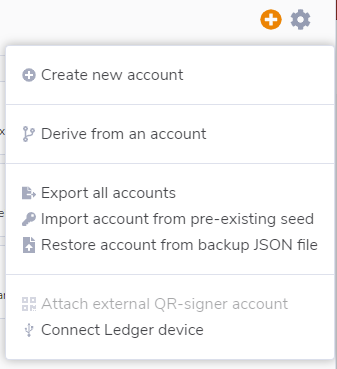 Create new account
Derive from an account
Export all accounts
Import account from pre-existing seed
Restore account from backup JSON file
Attach external QR-signer account
Connect Ledger device